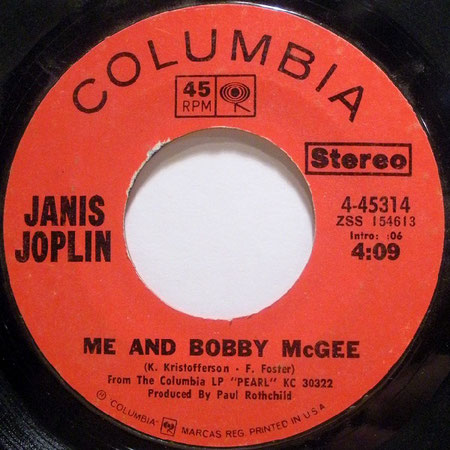 COLUMBIA
45
RPM
Stereo
JANIS
JOPLIN
4-45314
ZSS 154613
Intro: :06
4:09
ME AND BOBBY McGEE
(K. Kristofferson - F. Foster)
From The Columbia LP "PEARL" KC 30322
Produced By Paul Rothchild
"COLUMBIA" MARCAS REG. PRINTED IN U.S.A.